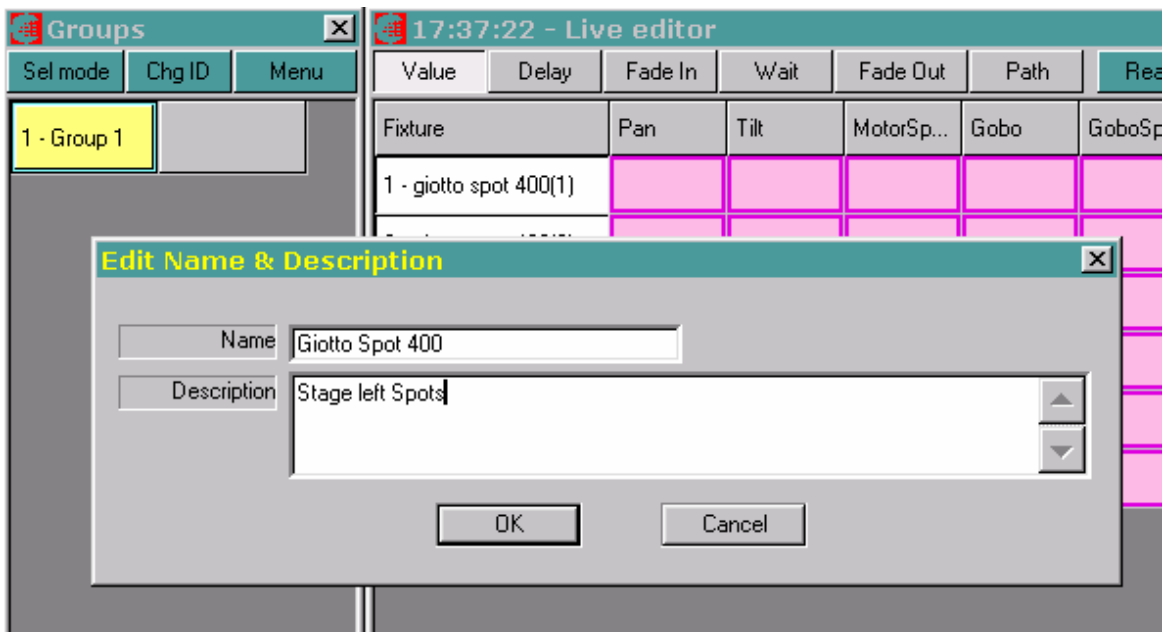 Groups
17:37:22 - Live editor
Sel mode Chg ID Menu
Value Delay Fade In Wait Fade Out Path
1 - Group 1
Fixture Pan Tilt MotorSp... Gobo
1 - giotto spot 400(1)
Edit Name & Description
Name Giotto Spot 400
Description Stage left Spots
OK Cancel